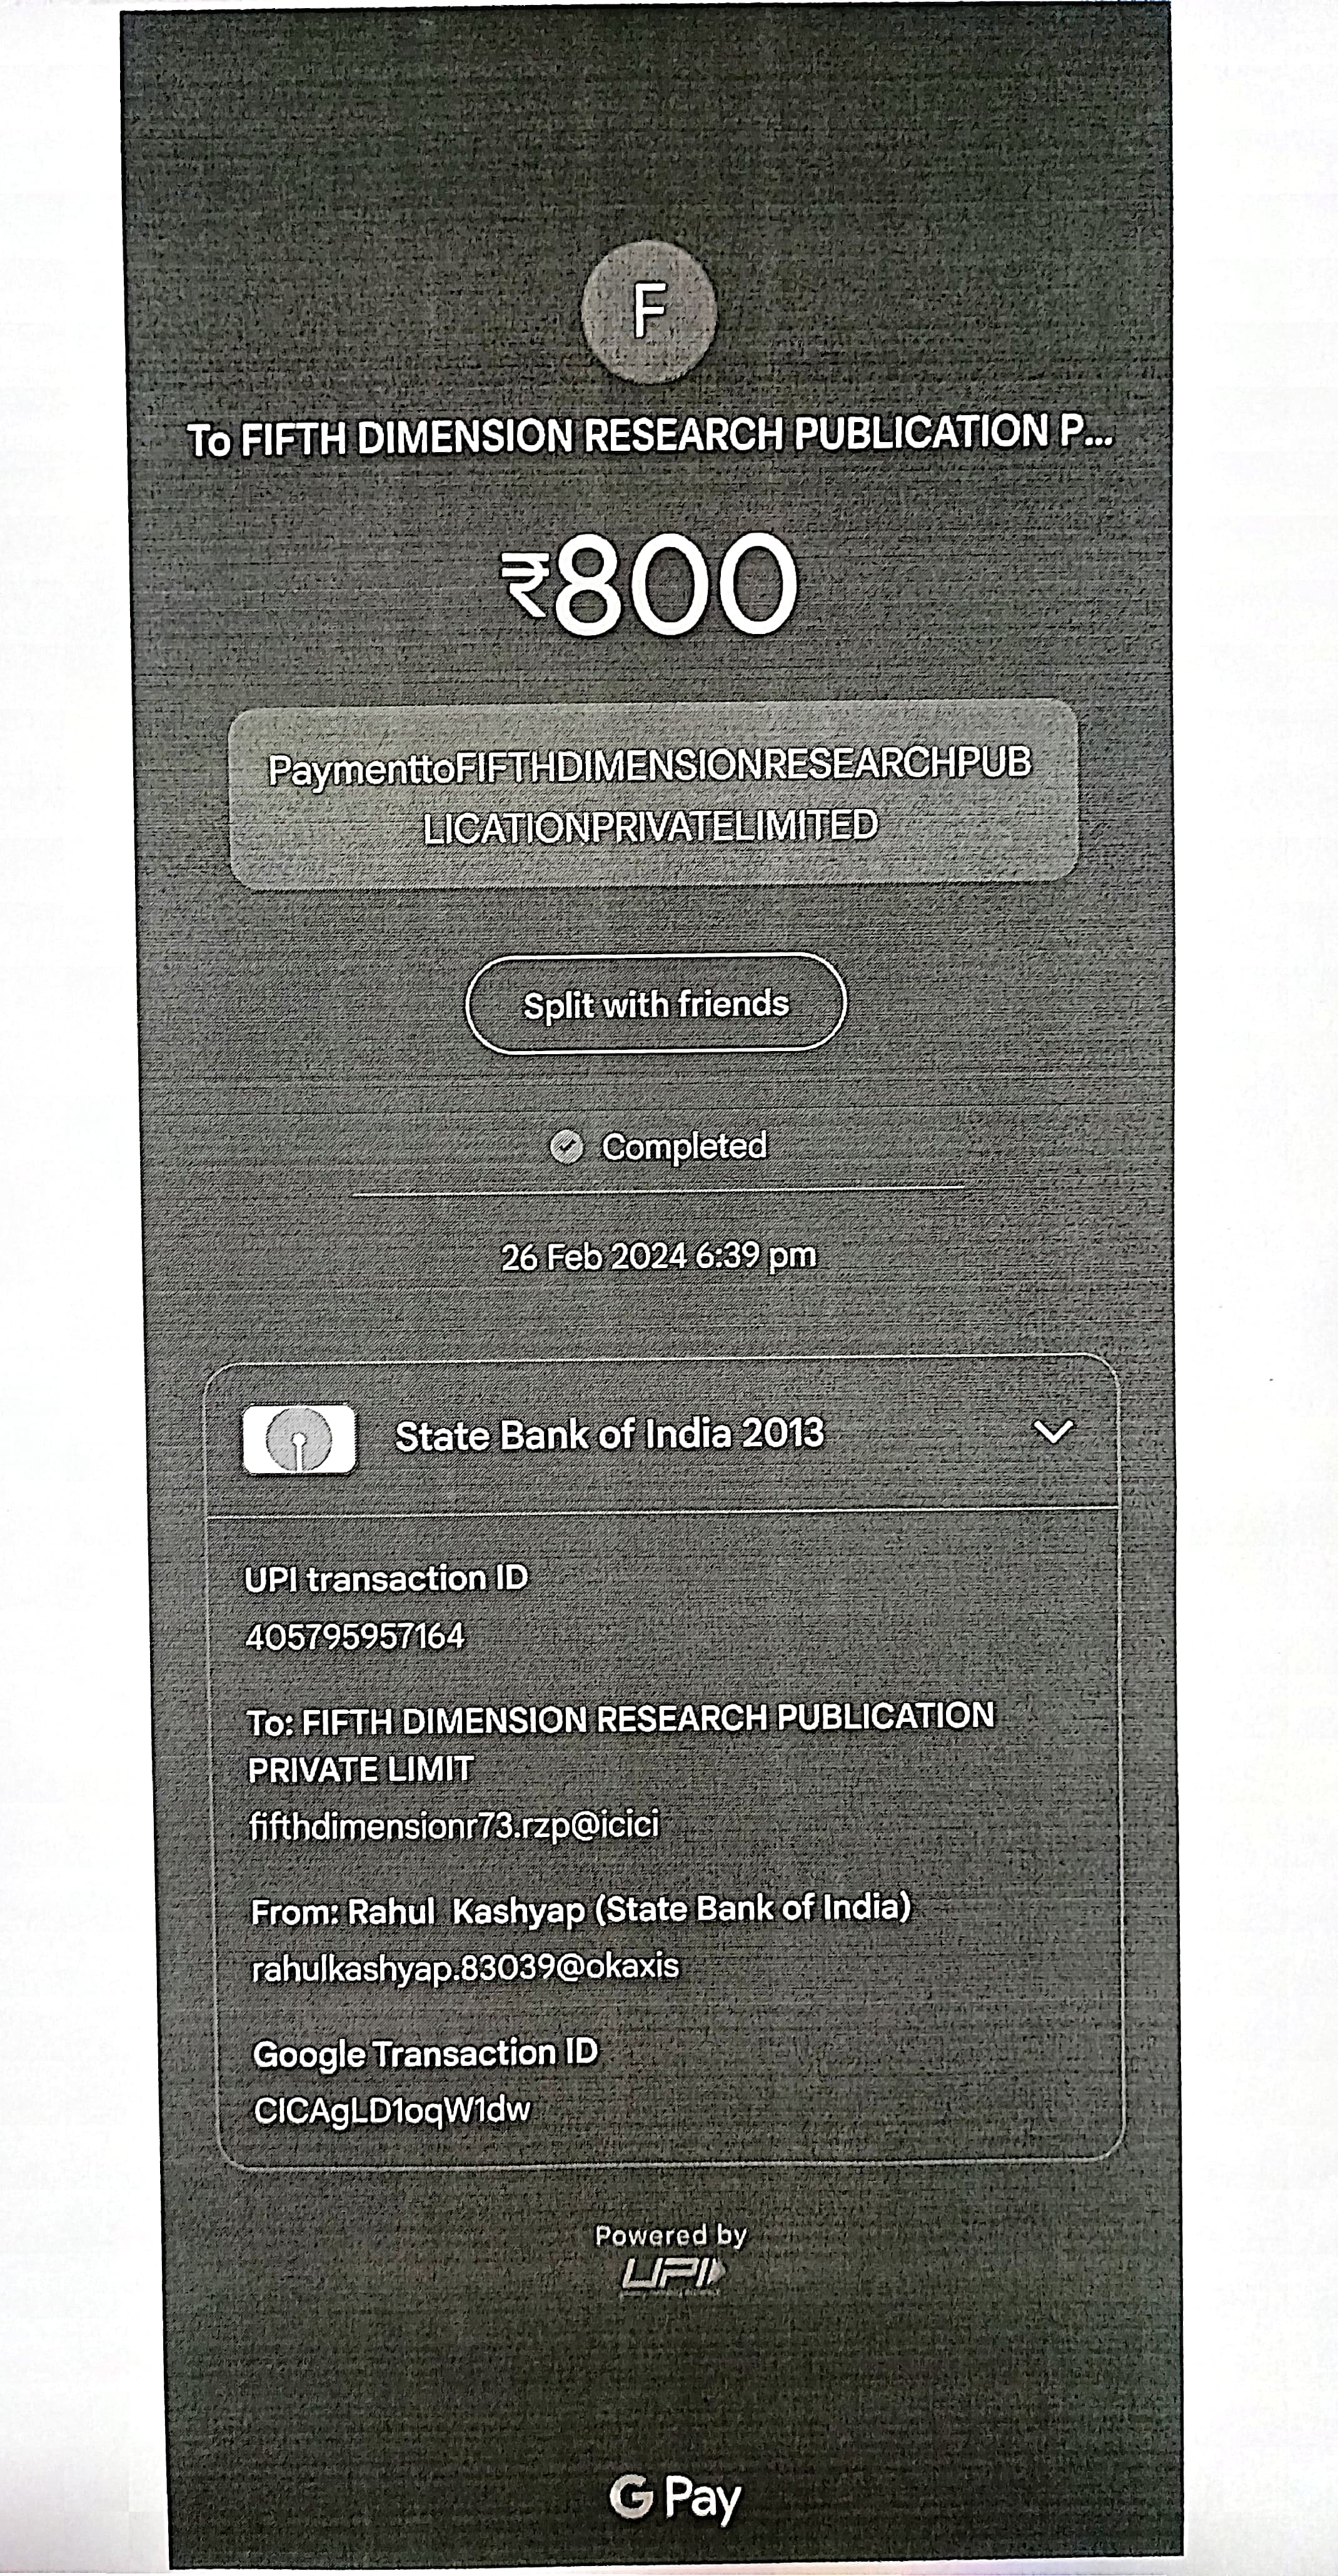 F
To FIFTH DIMENSION RESEARCH PUBLICATION P...
₹800
PaymenttoFIFTHDIMENSIONRESEARCHPUB
LICATIONPRIVATELIMITED
Split with friends
Completed
26 Feb 2024 6:39 pm
State Bank of India 2013
UPI transaction ID
405795957164
To: FIFTH DIMENSION RESEARCH PUBLICATION
PRIVATE LIMIT
fifthdimensionr73.rzp@icici
From: Rahul Kashyap (State Bank of India)
rahulkashyap.83039@okaxis
Google Transaction ID
CICAgLD1oqW1dw
Powered by
UPI
G Pay